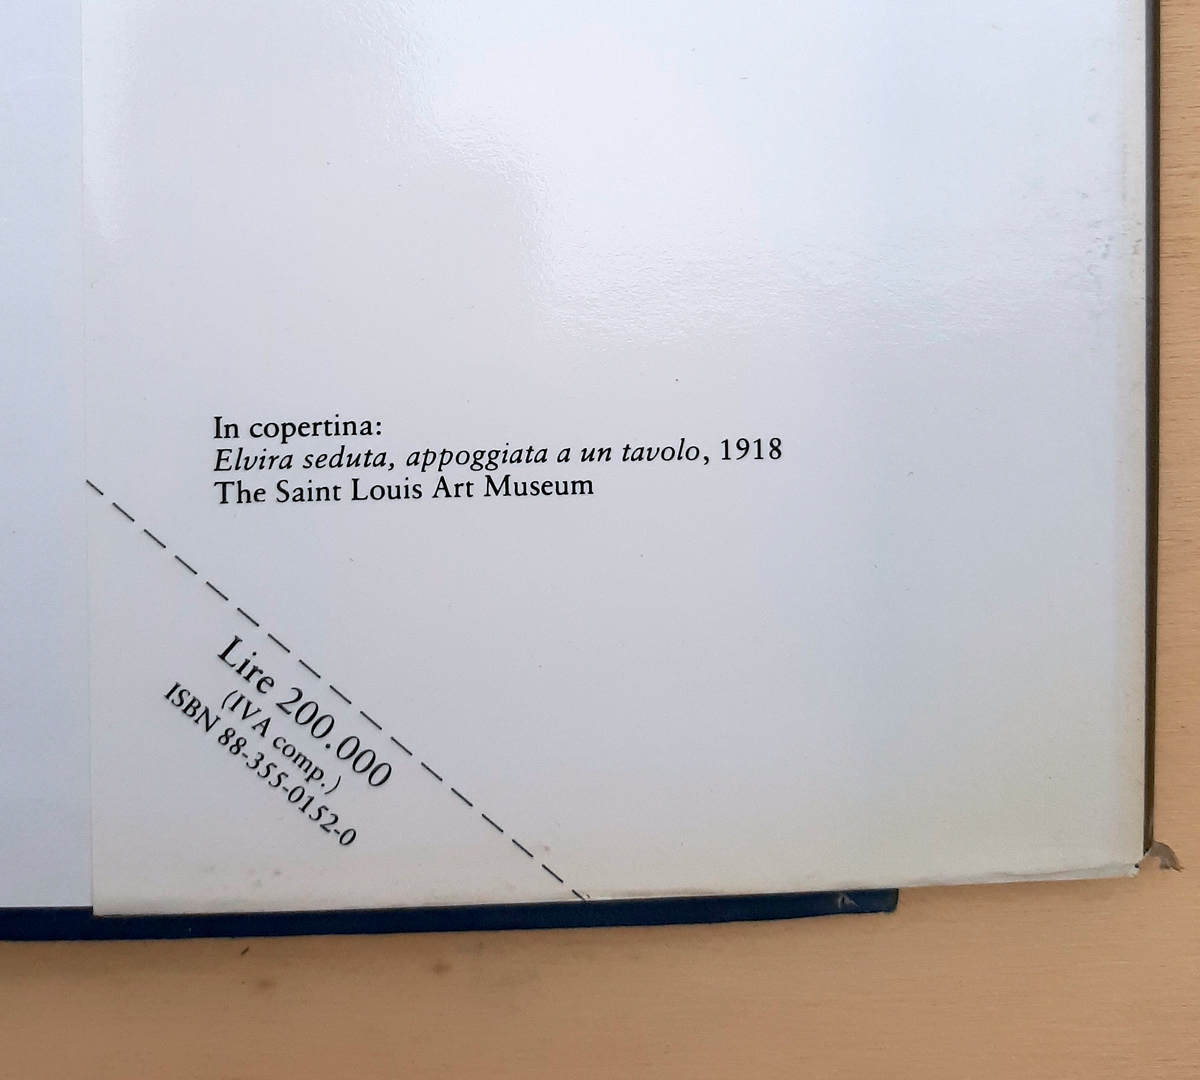 In copertina:
Elvira seduta, appoggiata a un tavolo, 1918
The Saint Louis Art Museum
Lire 200.000
(IVA comp.)
ISBN 88-355-0152-0